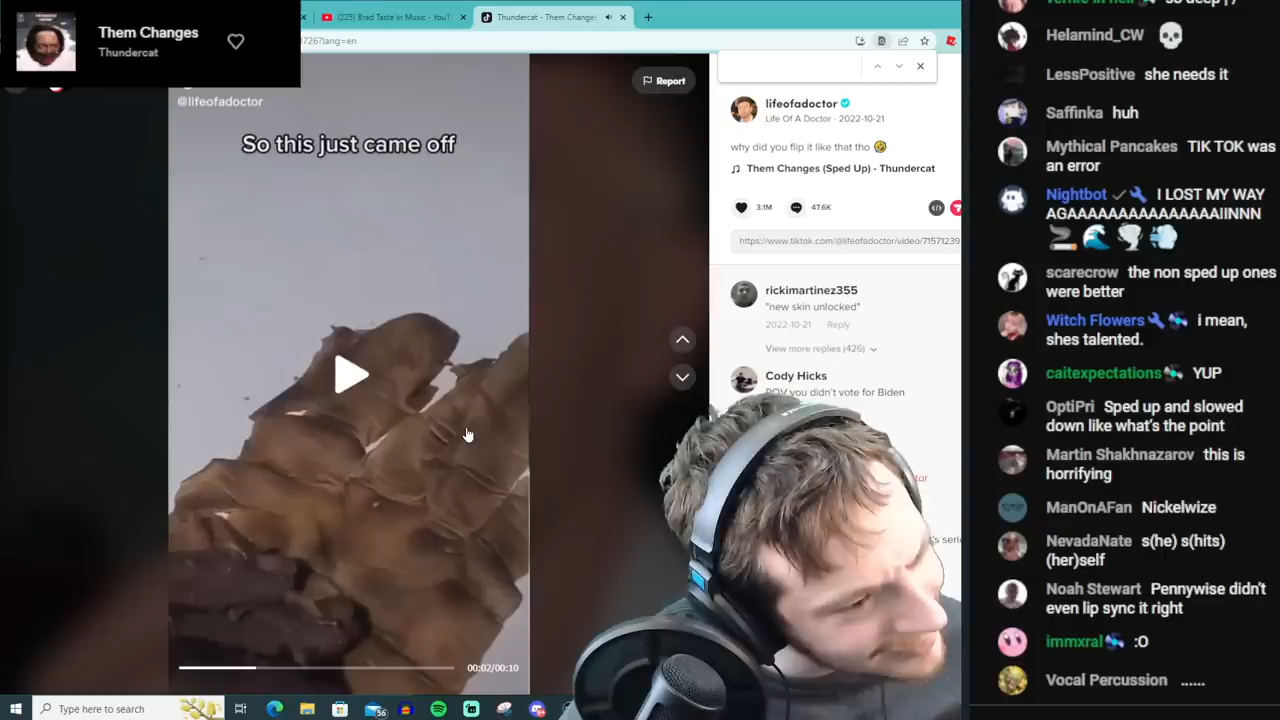 Them Changes
Thundercat
(225) Brad Taste in Music - YouT
Thundercat - Them Change
1726?lang=en
@lifeofadoctor
So this just came off
Report
00:02/00:10
lifeofadoctor
Life Of A Doctor · 2022-10-21
why did you flip it like that tho 🤣
Them Changes (Sped Up) - Thundercat
3.1M
47.6K
https://www.tiktok.com/@lifeofadoctor/video/71571239
rickimartinez355
"new skin unlocked"
2022-10-21 Reply
View more replies (426)
Cody Hicks
POV you didn't vote for Biden
Type here to search
56
so deep :/
Helamind_CW 💀
LessPositive she needs it
Saffinka huh
Mythical Pancakes TIK TOK was
an error
Nightbot I LOST MY WAY
AGAAAAAAAAAAAAAAIINNN
🚬 🌊 🌪️ 💨
scarecrow the non sped up ones
were better
Witch Flowers i mean,
shes talented.
caitexpectations YUP
OptiPri Sped up and slowed
down like what's the point
Martin Shakhnazarov this is
horrifying
ManOnAFan Nickelwize
NevadaNate s(he) s(hits)
(her)self
Noah Stewart Pennywise didn't
even lip sync it right
immxral :O
Vocal Percussion ......